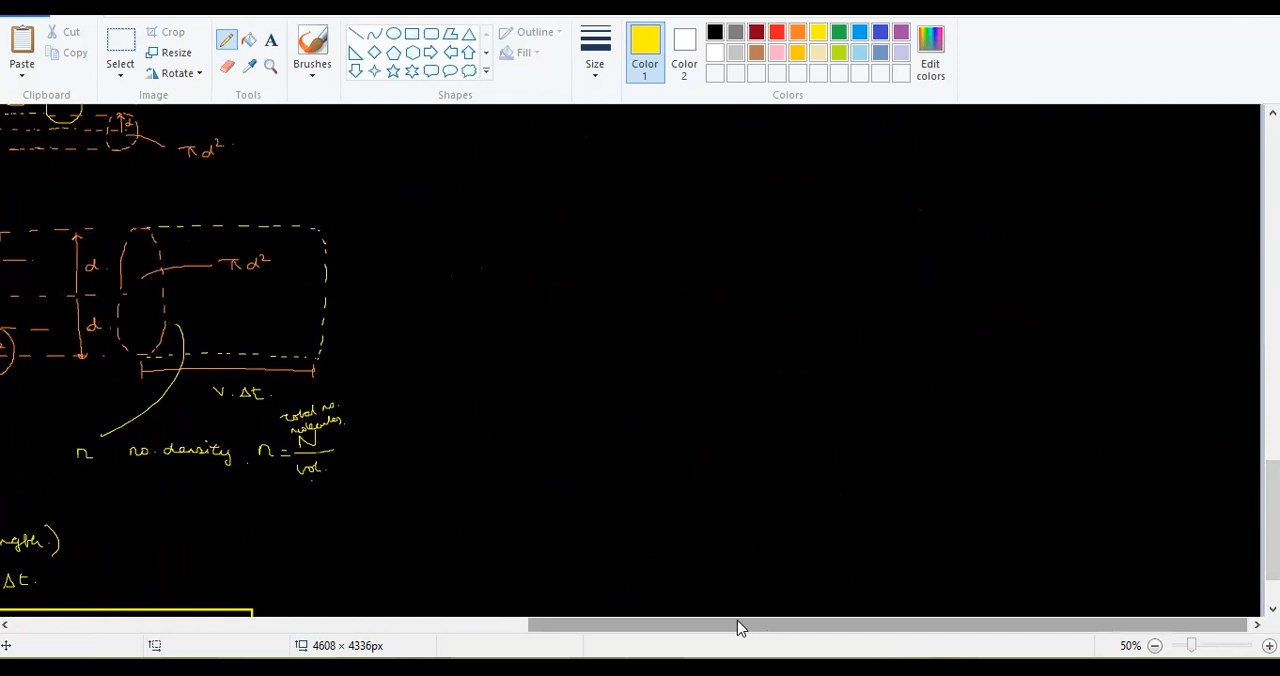 Paste
Cut
Copy
Clipboard
Select
Crop
Resize
Rotate
Image
Tools
Brushes
Outline
Fill
Shapes
Size
Color 1
Color 2
Edit colors
Colors
d
πd²
d
πd²
d
v.Δt.
total no.
molecules.
n no. density n = N
vol.
ngth.)
Δt.
4608 × 4336px
50%